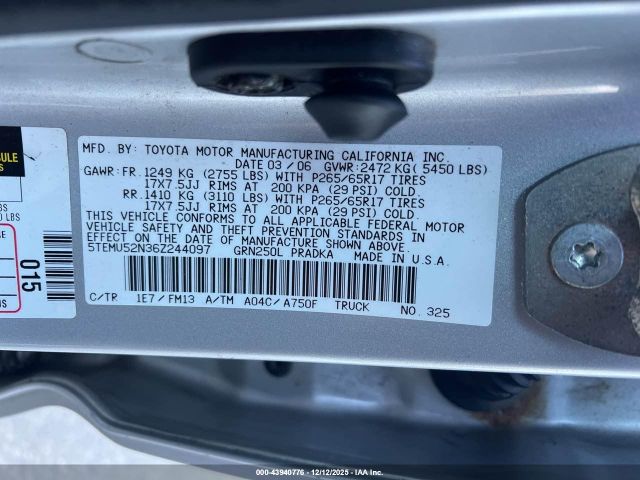 MFD. BY: TOYOTA MOTOR MANUFACTURING CALIFORNIA INC.
DATE 03 / 06 GVWR: 2472 KG ( 5450 LBS)
GAWR: FR. 1249 KG (2755 LBS) WITH P265/65R17 TIRES
17X7.5JJ RIMS AT 200 KPA (29 PSI) COLD.
RR. 1410 KG (3110 LBS) WITH P265/65R17 TIRES
17X7.5JJ RIMS AT 200 KPA (29 PSI) COLD.
THIS VEHICLE CONFORMS TO ALL APPLICABLE FEDERAL MOTOR
VEHICLE SAFETY AND THEFT PREVENTION STANDARDS IN
EFFECT ON THE DATE OF MANUFACTURE SHOWN ABOVE.
5TEMU52N36Z244097 GRN250L PRADKA MADE IN U.S.A.
C/TR 1E7 / FM13 A/TM A04C / A750F TRUCK NO. 325
015
000-43940776 - 12/12/2025 - IAA Inc.